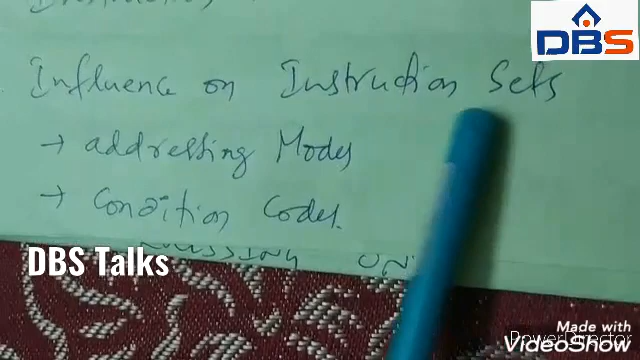 DBS
Influence on Instruction Sets
→ addressing Modes
→ Condition Codes.
DBS Talks
Made with
VideoShow